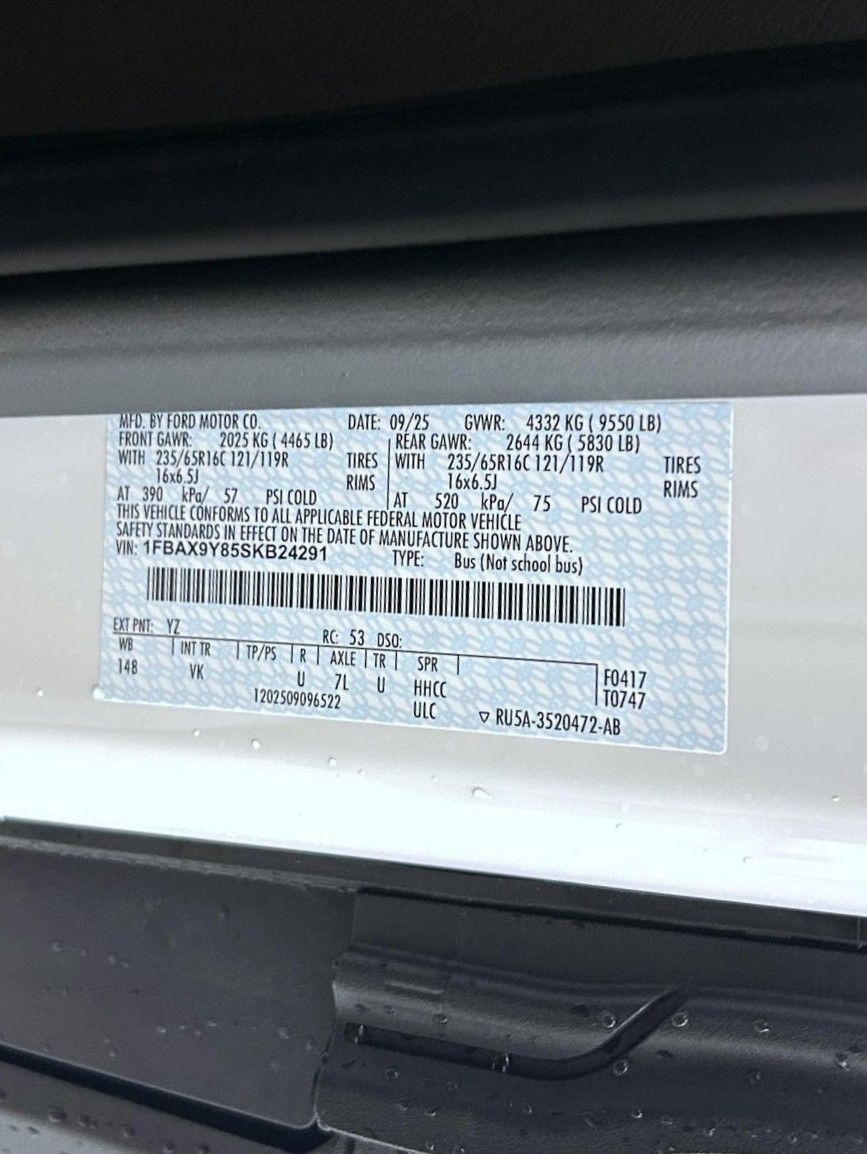 MFD. BY FORD MOTOR CO. DATE: 09/25 GVWR: 4332 KG ( 9550 LB)
FRONT GAWR: 2025 KG ( 4465 LB) REAR GAWR: 2644 KG ( 5830 LB)
WITH 235/65R16C 121/119R TIRES WITH 235/65R16C 121/119R TIRES
16x6.5J RIMS 16x6.5J RIMS
AT 390 kPa/ 57 PSI COLD AT 520 kPa/ 75 PSI COLD
THIS VEHICLE CONFORMS TO ALL APPLICABLE FEDERAL MOTOR VEHICLE
SAFETY STANDARDS IN EFFECT ON THE DATE OF MANUFACTURE SHOWN ABOVE.
VIN: 1FBAX9Y85SKB24291 TYPE: Bus (Not school bus)
EXT PNT: YZ RC: 53 DSO:
WB INT TR TP/PS R AXLE TR SPR F0417
148 VK U 7L U HHCC T0747
1202509096522 ULC ▽ RU5A-3520472-AB